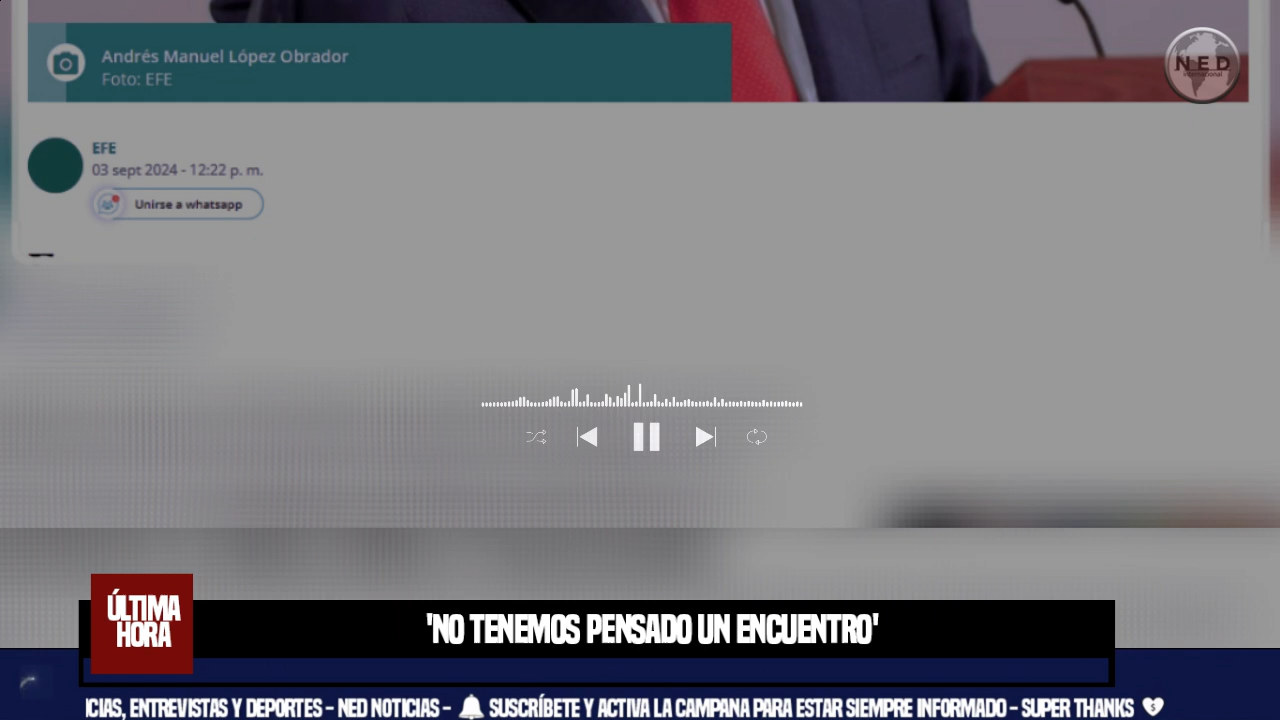 Andrés Manuel López Obrador
Foto: EFE
NED
international
EFE
03 sept 2024 - 12:22 p. m.
Unirse a whatsapp
ÚLTIMA
HORA
'NO TENEMOS PENSADO UN ENCUENTRO'
ICIAS, ENTREVISTAS Y DEPORTES - NED NOTICIAS - 🔔 SUSCRÍBETE Y ACTIVA LA CAMPANA PARA ESTAR SIEMPRE INFORMADO - SUPER THANKS